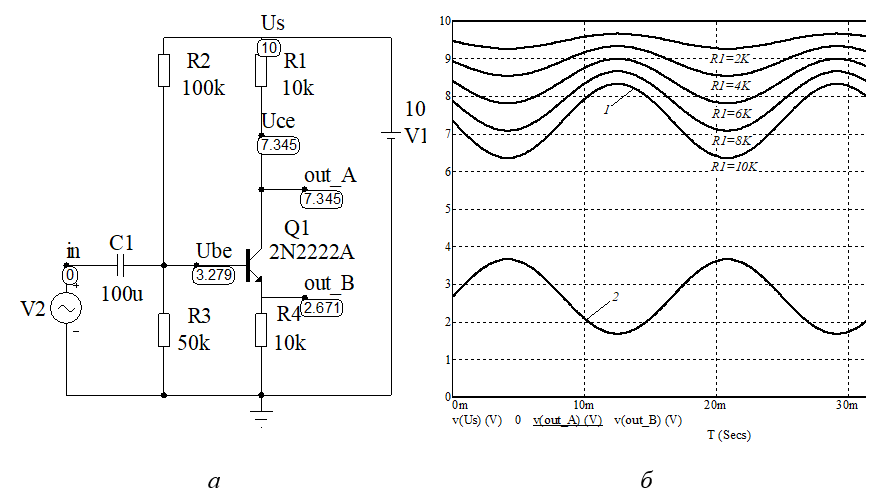 Us
10
R2
100k
R1
10k
Uce
7.345
10
V1
out_A
7.345
Q1
2N2222A
in
0
C1
100u
Ube
3.279
out_B
2.671
V2
+
-
R3
50k
R4
10k
а
10
9
8
7
6
5
4
3
2
1
0
R1=2K
R1=4K
R1=6K
R1=8K
R1=10K
1
2
0m 10m 20m 30m
v(Us) (V) 0 v(out_A) (V) v(out_B) (V)
T (Secs)
б